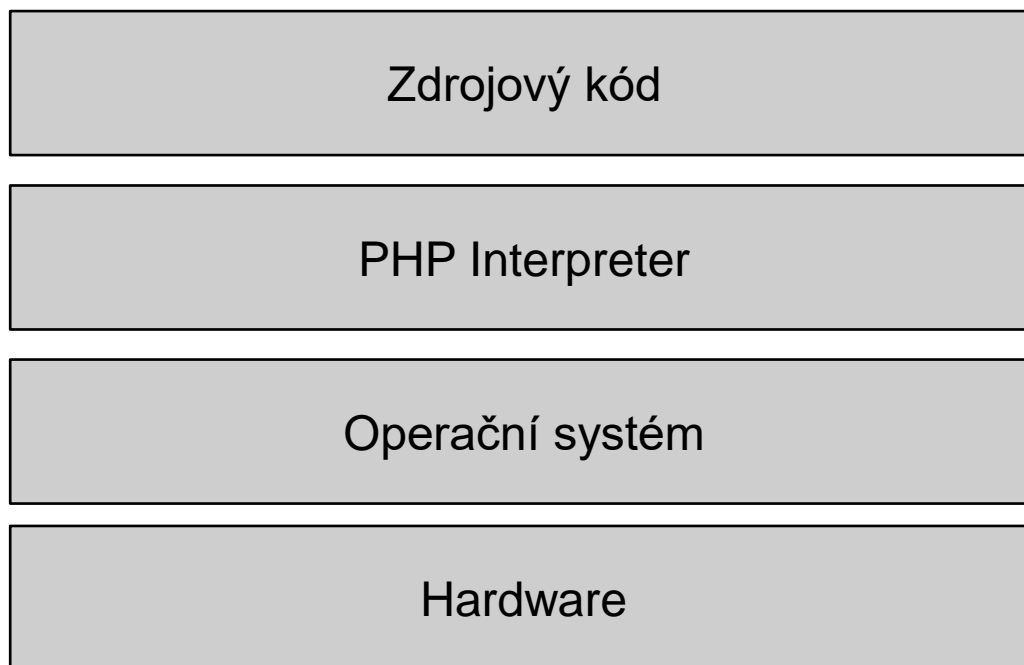 Zdrojový kód
PHP Interpreter
Operační systém
Hardware